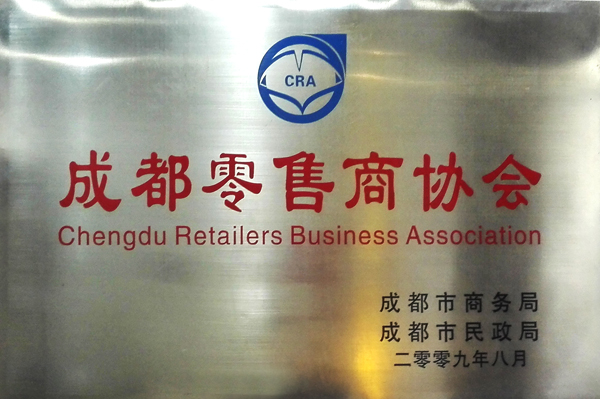 CRA
成都零售商协会
Chengdu Retailers Business Association
成都市商务局
成都市民政局
二零零九年八月